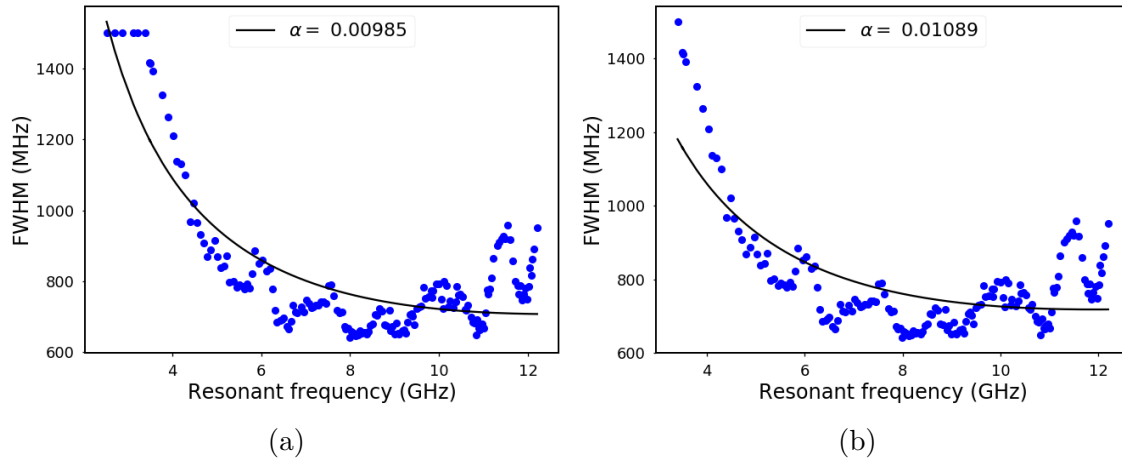 α = 0.00985
1400
1200
1000
800
600
FWHM (MHz)
4 6 8 10 12
Resonant frequency (GHz)
(a)
α = 0.01089
1400
1200
1000
800
600
FWHM (MHz)
4 6 8 10 12
Resonant frequency (GHz)
(b)